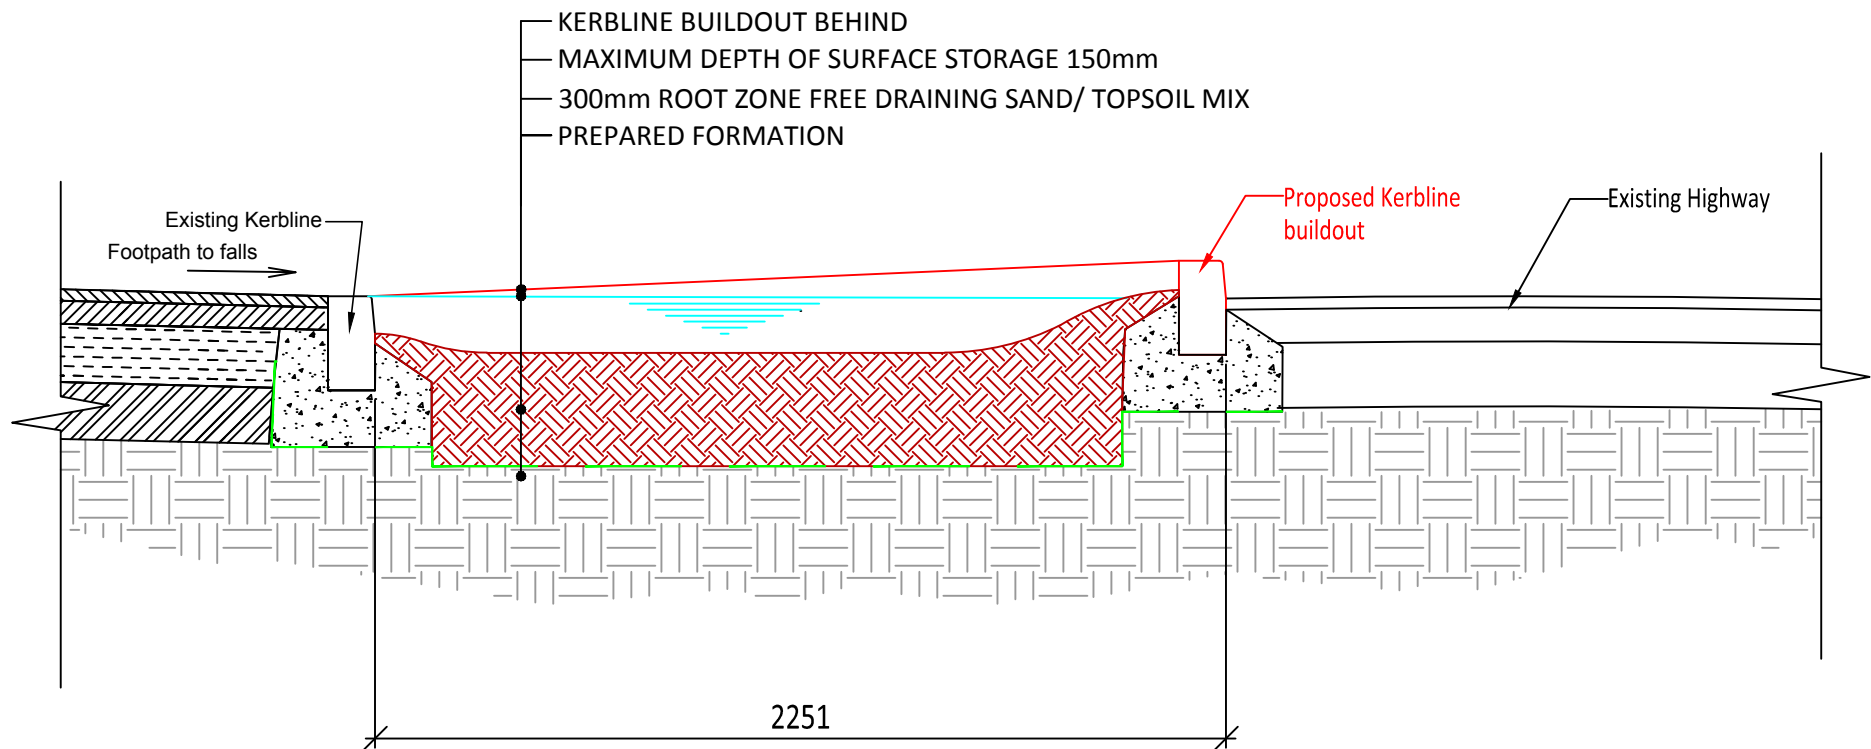 KERBLINE BUILDOUT BEHIND
MAXIMUM DEPTH OF SURFACE STORAGE 150mm
300mm ROOT ZONE FREE DRAINING SAND/ TOPSOIL MIX
PREPARED FORMATION
Existing Kerbline
Footpath to falls
Proposed Kerbline
buildout
Existing Highway
2251